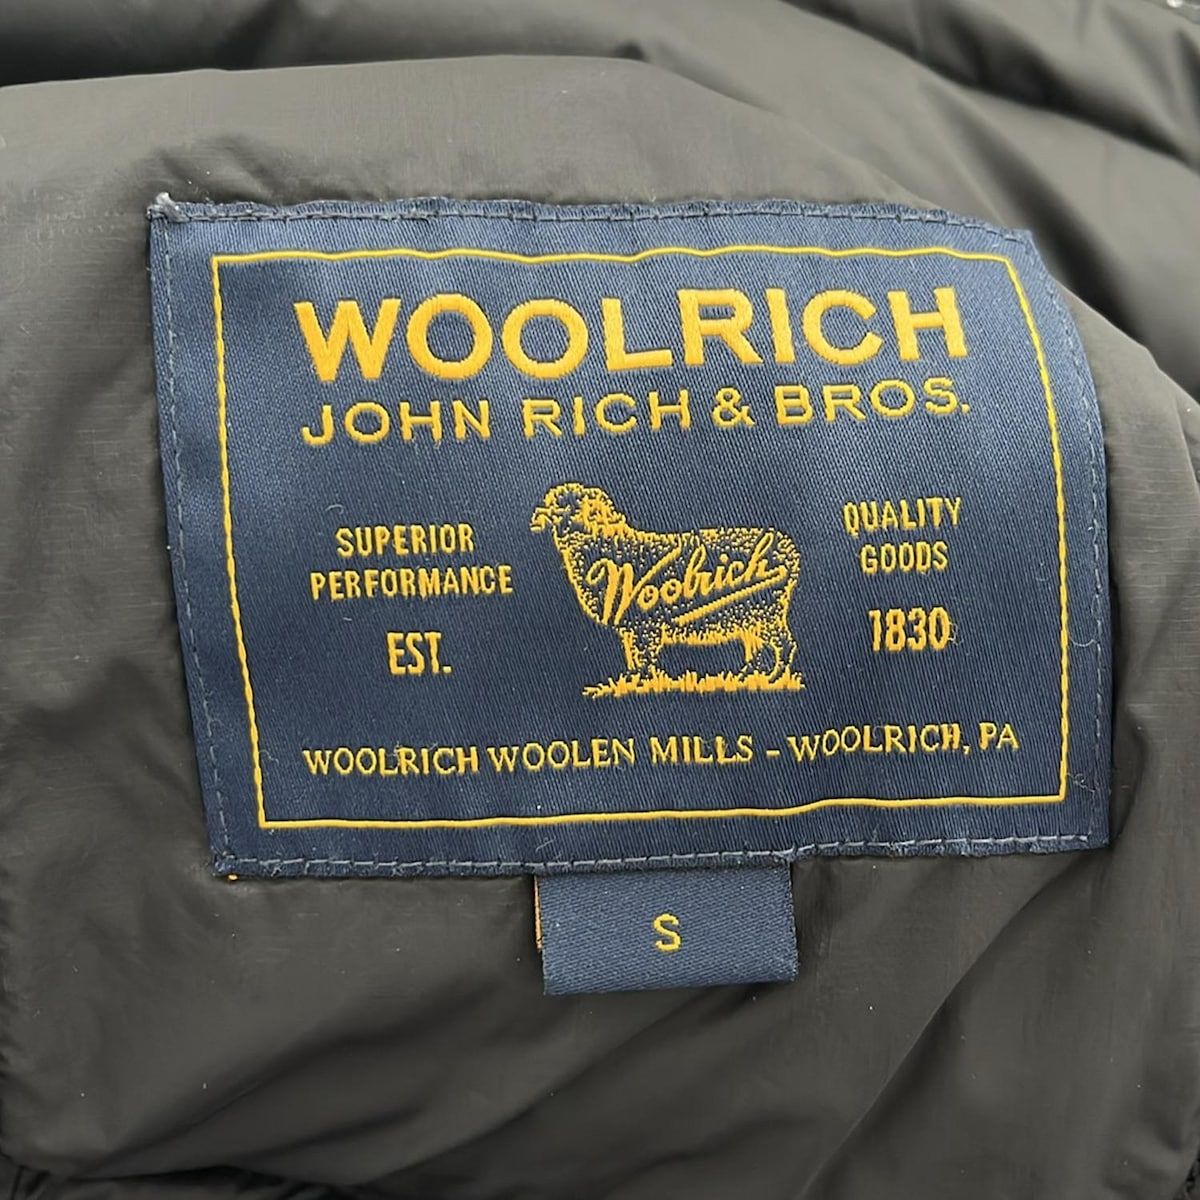 WOOLRICH
JOHN RICH & BROS.
SUPERIOR
PERFORMANCE
EST.
Woolrich
QUALITY
GOODS
1830
WOOLRICH WOOLEN MILLS - WOOLRICH, PA
S